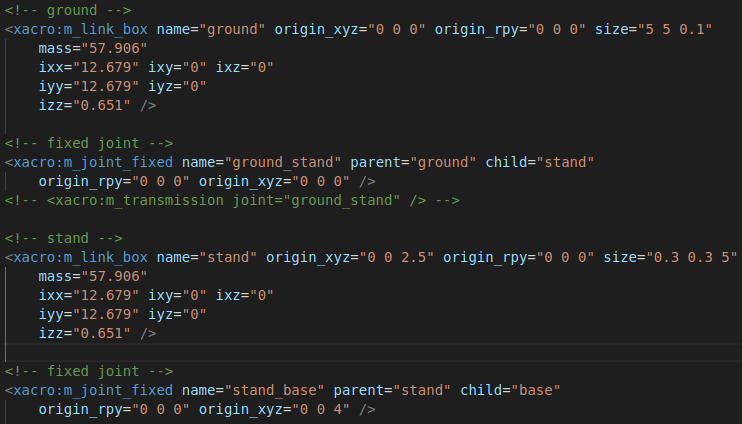 <!-- ground -->
<xacro:m_link_box name="ground" origin_xyz="0 0 0" origin_rpy="0 0 0" size="5 5 0.1"
    mass="57.906"
    ixx="12.679" ixy="0" ixz="0"
    iyy="12.679" iyz="0"
    izz="0.651" />

<!-- fixed joint -->
<xacro:m_joint_fixed name="ground_stand" parent="ground" child="stand"
    origin_rpy="0 0 0" origin_xyz="0 0 0" />
<!-- <xacro:m_transmission joint="ground_stand" /> -->

<!-- stand -->
<xacro:m_link_box name="stand" origin_xyz="0 0 2.5" origin_rpy="0 0 0" size="0.3 0.3 5"
    mass="57.906"
    ixx="12.679" ixy="0" ixz="0"
    iyy="12.679" iyz="0"
    izz="0.651" />

<!-- fixed joint -->
<xacro:m_joint_fixed name="stand_base" parent="stand" child="base"
    origin_rpy="0 0 0" origin_xyz="0 0 4" />